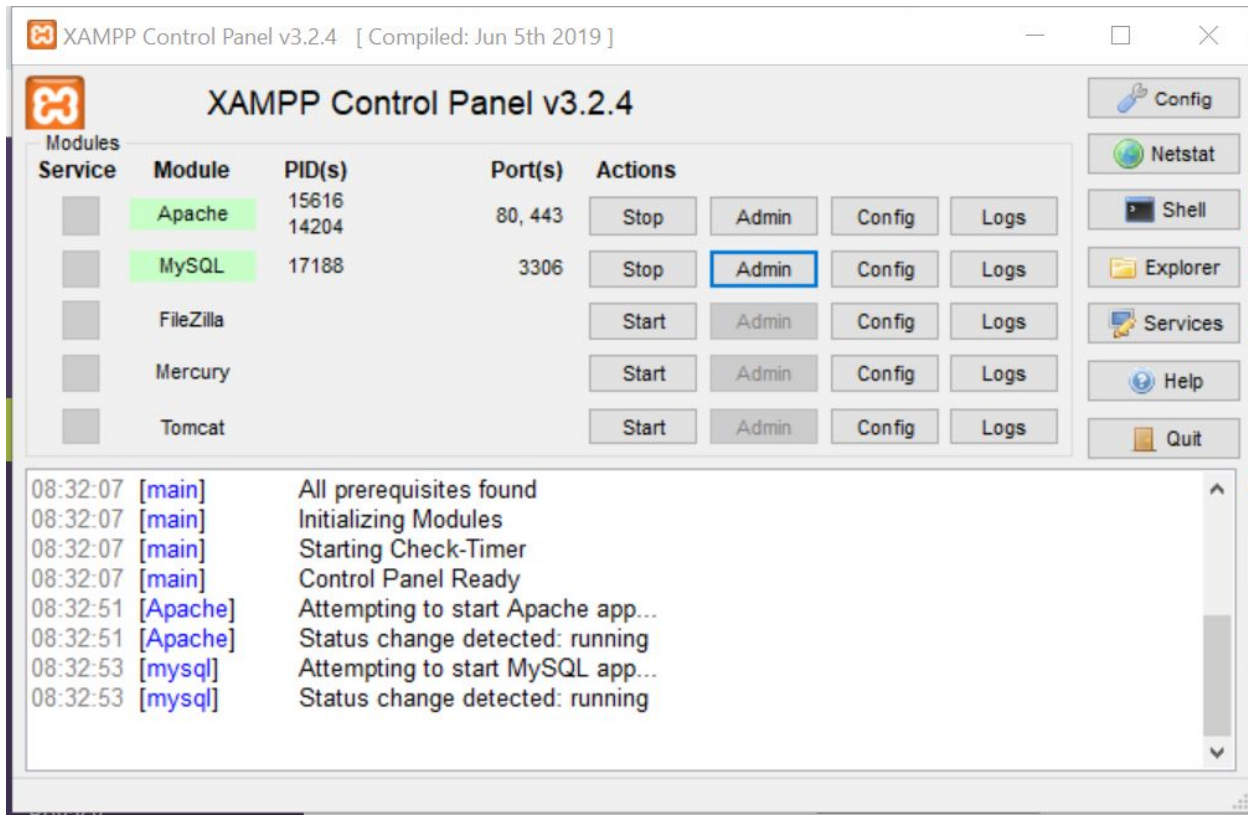 XAMPP Control Panel v3.2.4 [ Compiled: Jun 5th 2019 ]
XAMPP Control Panel v3.2.4
Config
Modules
Netstat
Service Module PID(s) Port(s) Actions
Apache 15616 14204 80, 443 Stop Admin Config Logs
Shell
MySQL 17188 3306 Stop Admin Config Logs
Explorer
FileZilla Start Admin Config Logs
Services
Mercury Start Admin Config Logs
Help
Tomcat Start Admin Config Logs
Quit
08:32:07 [main] All prerequisites found
08:32:07 [main] Initializing Modules
08:32:07 [main] Starting Check-Timer
08:32:07 [main] Control Panel Ready
08:32:51 [Apache] Attempting to start Apache app...
08:32:51 [Apache] Status change detected: running
08:32:53 [mysql] Attempting to start MySQL app...
08:32:53 [mysql] Status change detected: running